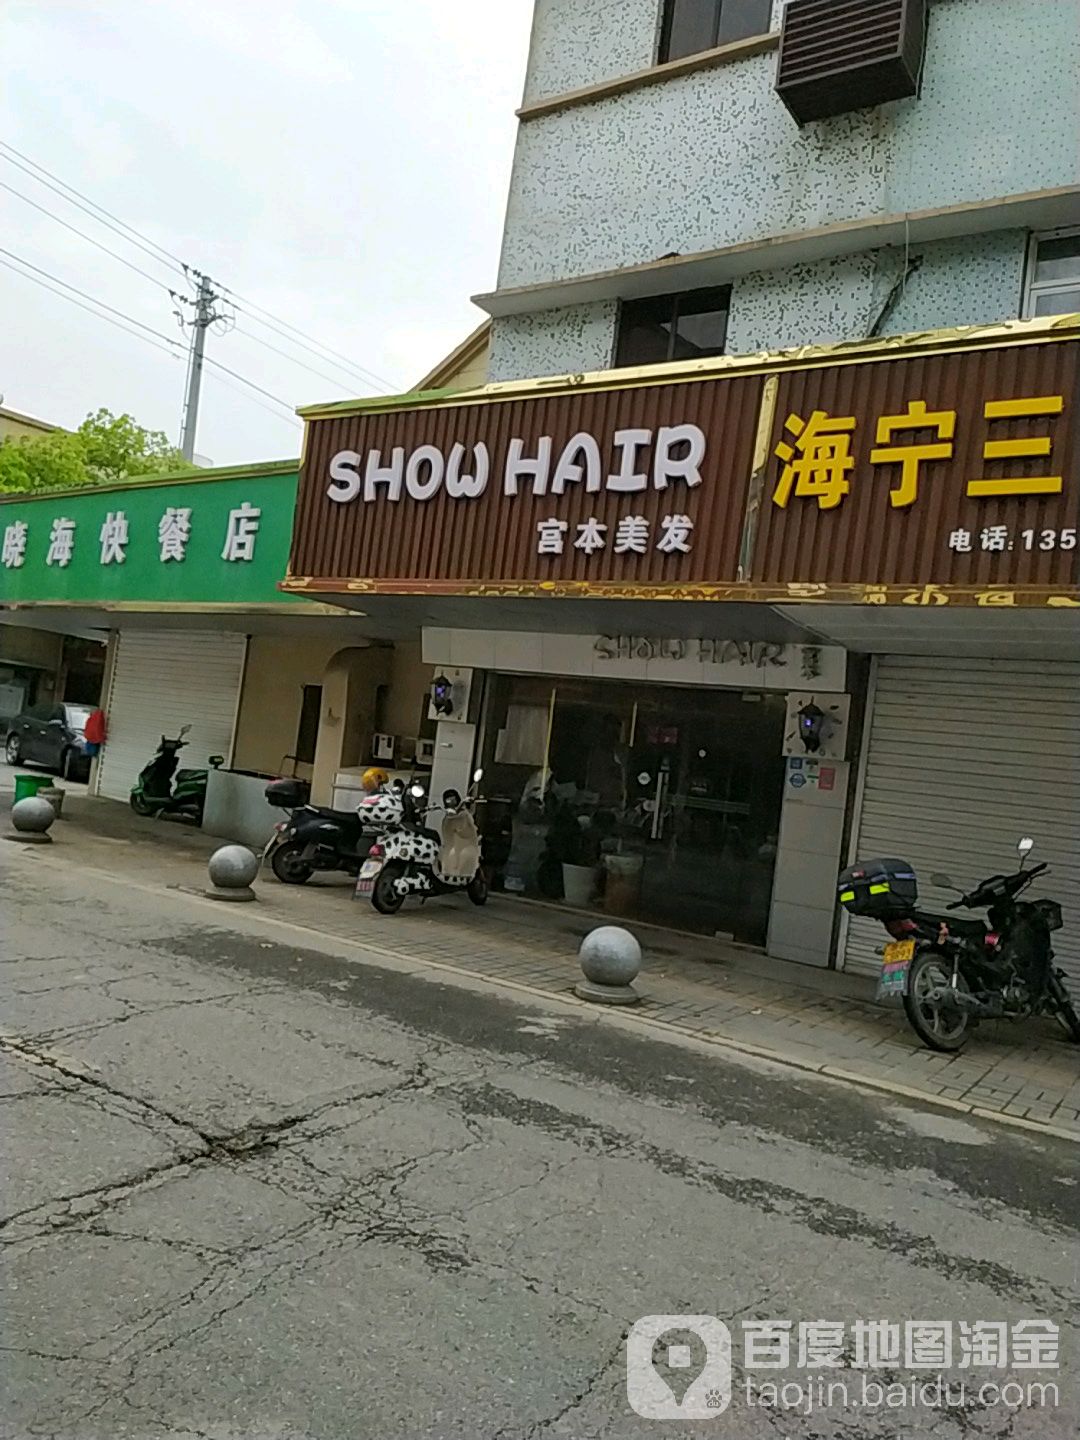 晓海快餐店
SHOW HAIR
宫本美发
海宁三
电话:135
SHOW HAIR
百度地图淘金
taojin.baidu.com